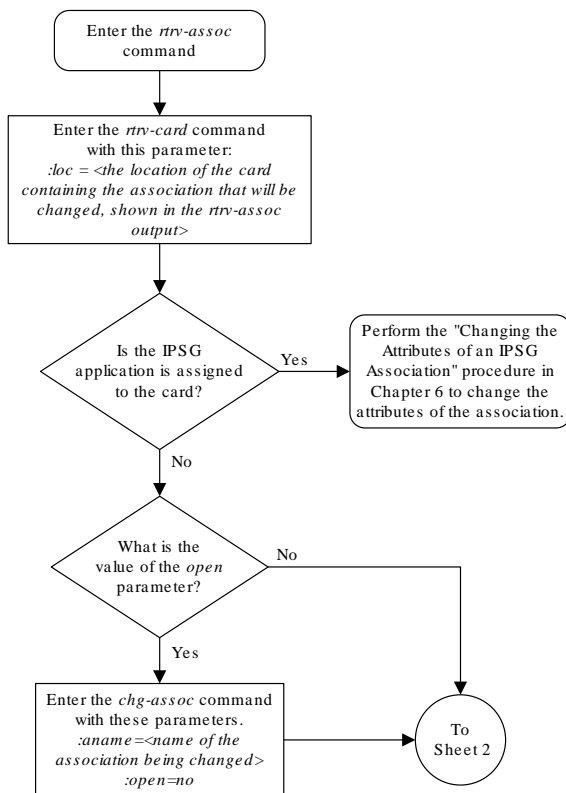 Enter the rtrv-assoc
command
Enter the rtrv-card command
with this parameter:
:loc = <the location of the card
containing the association that will be
changed, shown in the rtrv-assoc
output>
Is the IPSG
application is assigned
to the card?
Yes
Perform the "Changing the
Attributes of an IPSG
Association" procedure in
Chapter 6 to change the
attributes of the association.
No
What is the
value of the open
parameter?
No
Yes
Enter the chg-assoc command
with these parameters.
:aname=<name of the
association being changed>
:open=no
To
Sheet 2